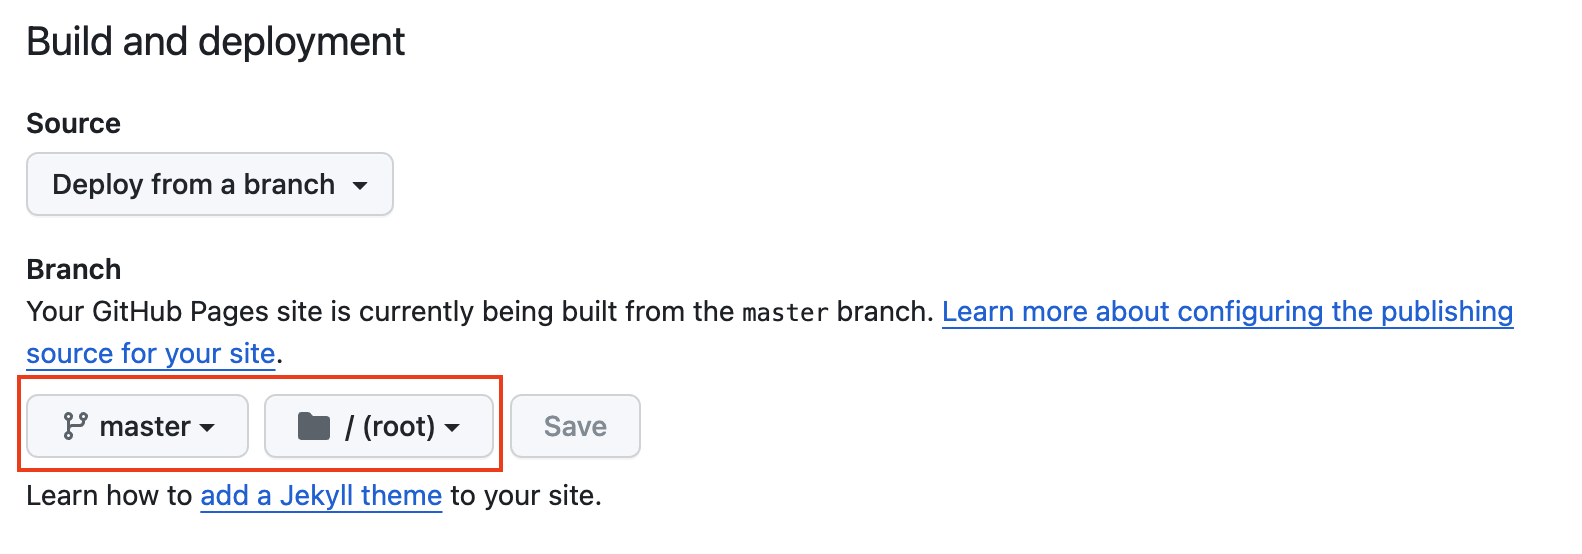 Build and deployment
Source
Deploy from a branch
Branch
Your GitHub Pages site is currently being built from the master branch. Learn more about configuring the publishing
source for your site.
master / (root) Save
Learn how to add a Jekyll theme to your site.